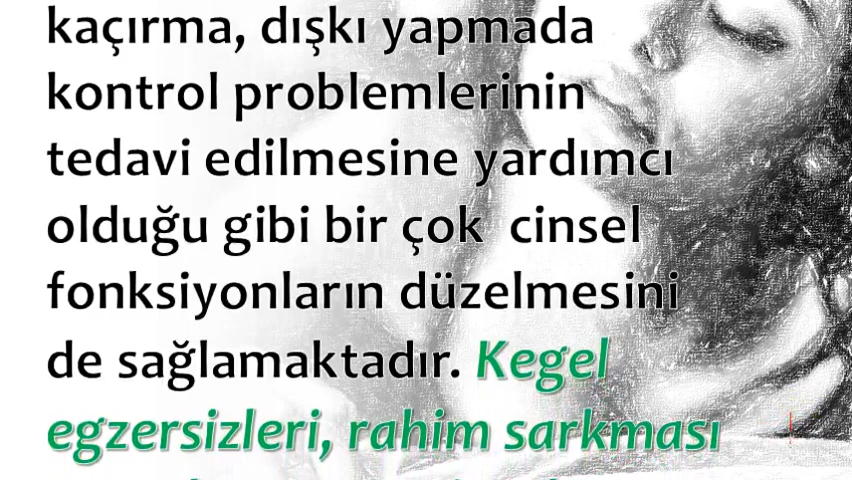 kaçırma, dışkı yapmada
kontrol problemlerinin
tedavi edilmesine yardımcı
olduğu gibi bir çok  cinsel
fonksiyonların düzelmesini
de sağlamaktadır. Kegel
egzersizleri, rahim sarkması